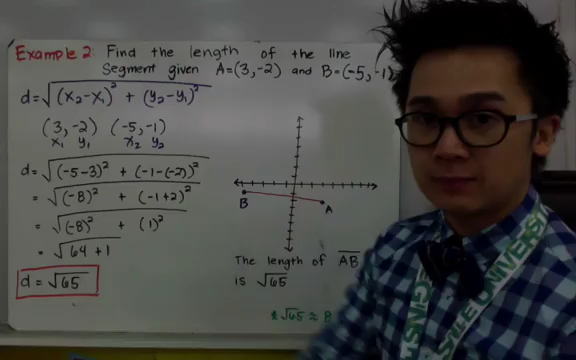 Example 2: Find the length of the line
Segment given A=(3,-2) and B=(-5,-1)
d=√(x₂-x₁)² + (y₂-y₁)²
(3,-2) (-5,-1)
x₁ y₁ x₂ y₂
d=√(-5-3)² + (-1-(-2))²
=√(-8)² + (-1+2)²
=√(-8)² + (1)²
=√64 + 1
d = √65
B
A
The length of AB
is √65
√65 ≈ 8
UNIVERSIT